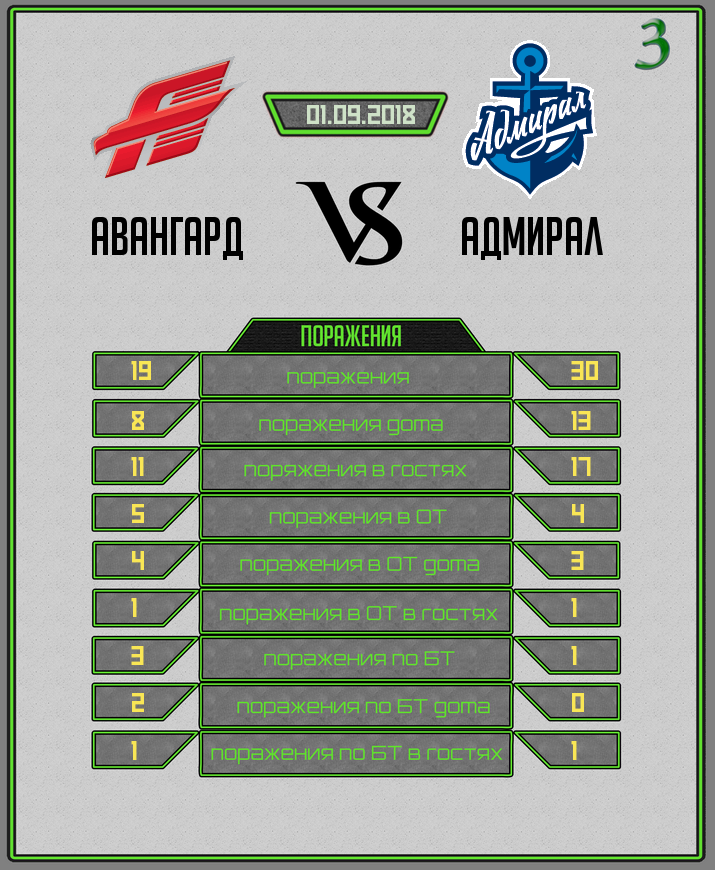 3
01.09.2018
Адмирал
VS
АВАНГАРД
АДМИРАЛ
ПОРАЖЕНИЯ
19 поражения 30
8 поражения дома 13
11 поряжения в гостях 17
5 поражения в ОТ 4
4 поражения в ОТ дома 3
1 поражения в ОТ в гостях 1
3 поражения по БТ 1
2 поражения по БТ дома 0
1 поражения по БТ в гостях 1